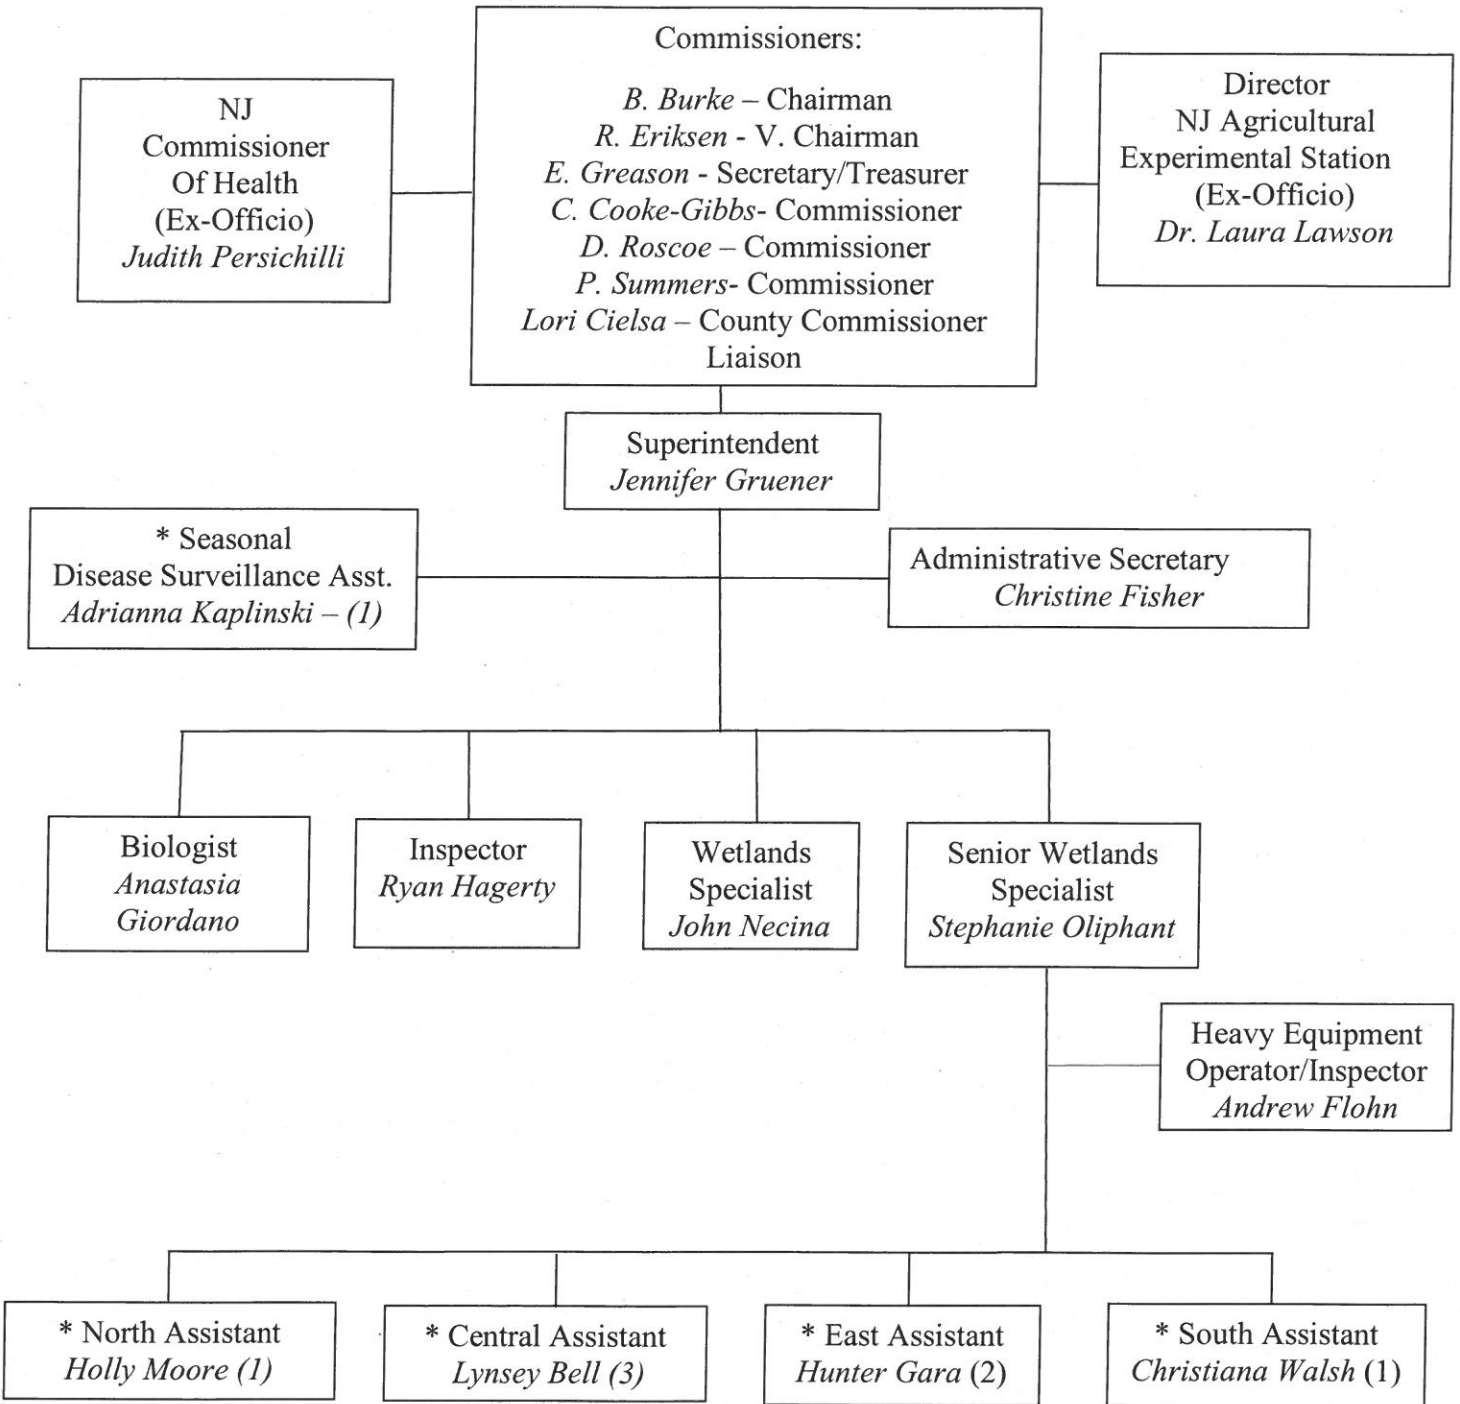 Commissioners:
B. Burke – Chairman
R. Eriksen - V. Chairman
E. Greason - Secretary/Treasurer
C. Cooke-Gibbs- Commissioner
D. Roscoe – Commissioner
P. Summers- Commissioner
Lori Cielsa – County Commissioner
Liaison
NJ
Commissioner
Of Health
(Ex-Officio)
Judith Persichilli
Director
NJ Agricultural
Experimental Station
(Ex-Officio)
Dr. Laura Lawson
Superintendent
Jennifer Gruener
* Seasonal
Disease Surveillance Asst.
Adrianna Kaplinski – (1)
Administrative Secretary
Christine Fisher
Biologist
Anastasia
Giordano
Inspector
Ryan Hagerty
Wetlands
Specialist
John Necina
Senior Wetlands
Specialist
Stephanie Oliphant
Heavy Equipment
Operator/Inspector
Andrew Flohn
* North Assistant
Holly Moore (1)
* Central Assistant
Lynsey Bell (3)
* East Assistant
Hunter Gara (2)
* South Assistant
Christiana Walsh (1)